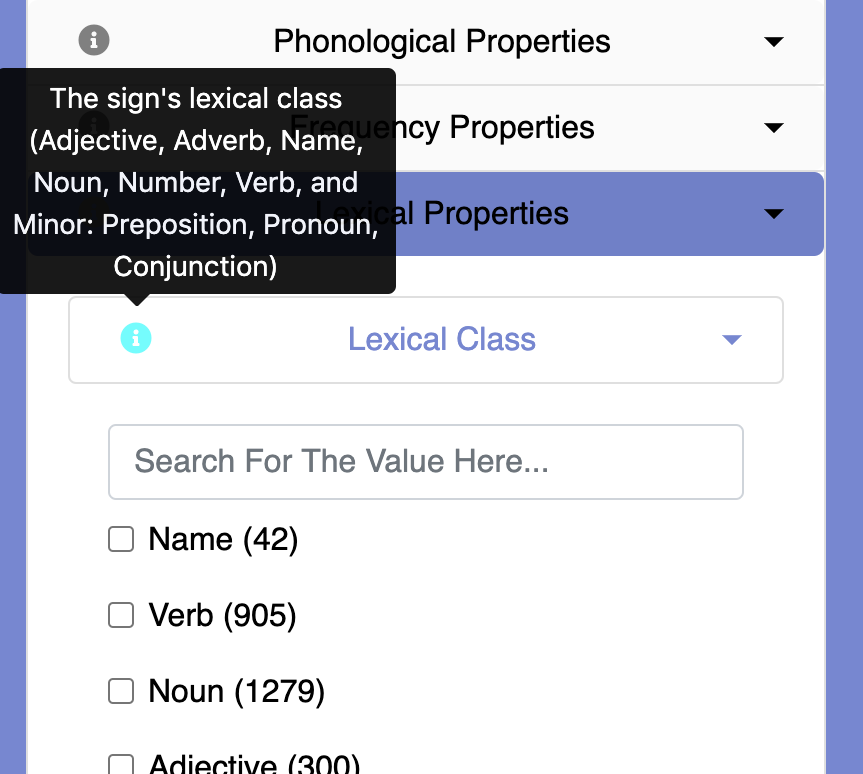 Phonological Properties
The sign's lexical class
(Adjective, Adverb, Name,
Noun, Number, Verb, and
Minor: Preposition, Pronoun,
Conjunction)
Frequency Properties
Lexical Properties
Lexical Class
Search For The Value Here...
Name (42)
Verb (905)
Noun (1279)
Adjective (300)